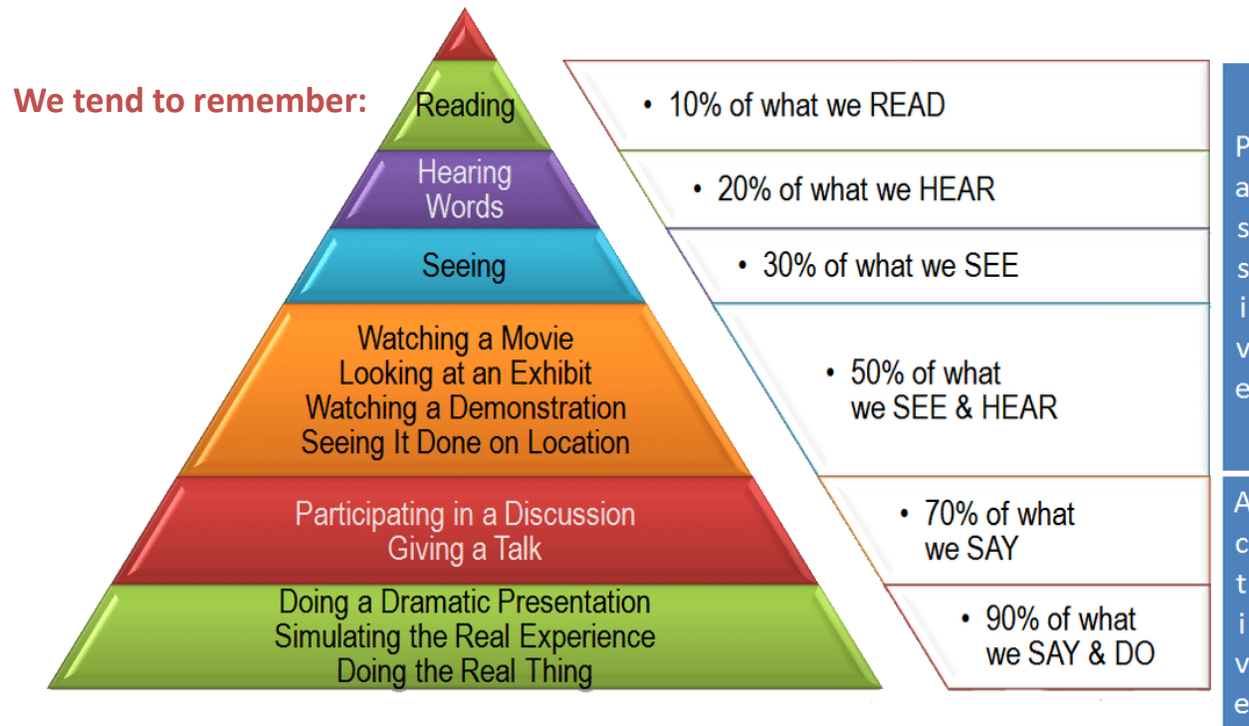 We tend to remember:
Reading
• 10% of what we READ
Hearing
Words
• 20% of what we HEAR
Seeing
• 30% of what we SEE
Watching a Movie
Looking at an Exhibit
Watching a Demonstration
Seeing It Done on Location
• 50% of what
we SEE & HEAR
Participating in a Discussion
Giving a Talk
• 70% of what
we SAY
Doing a Dramatic Presentation
Simulating the Real Experience
Doing the Real Thing
• 90% of what
we SAY & DO
Passive
Active